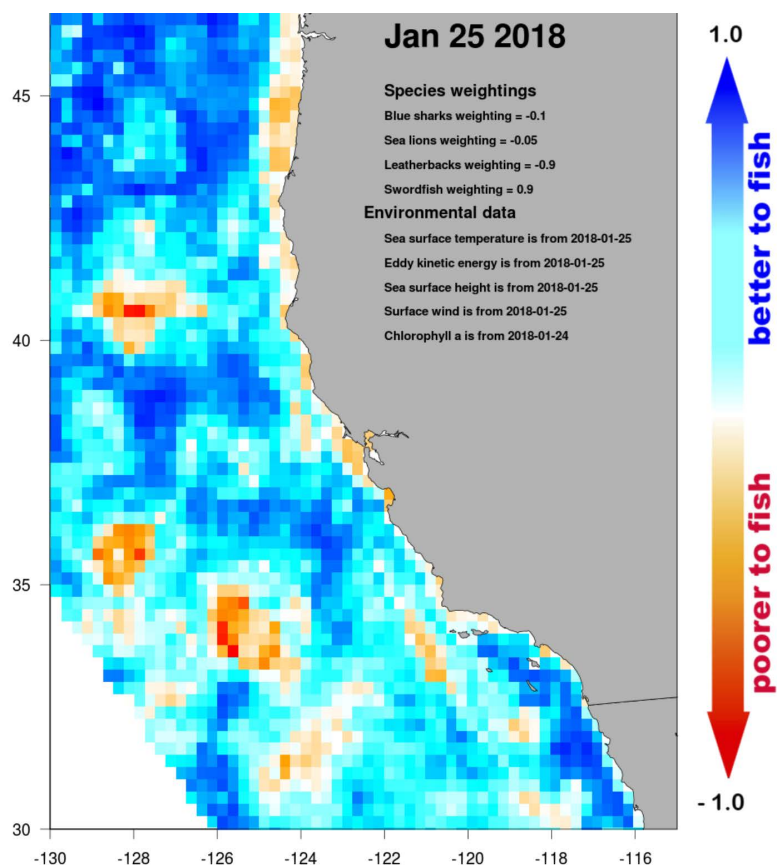 Jan 25 2018
Species weightings
Blue sharks weighting = -0.1
Sea lions weighting = -0.05
Leatherbacks weighting = -0.9
Swordfish weighting = 0.9
Environmental data
Sea surface temperature is from 2018-01-25
Eddy kinetic energy is from 2018-01-25
Sea surface height is from 2018-01-25
Surface wind is from 2018-01-25
Chlorophyll a is from 2018-01-24
45
40
35
30
-130 -128 -126 -124 -122 -120 -118 -116
1.0
better to fish
poorer to fish
- 1.0